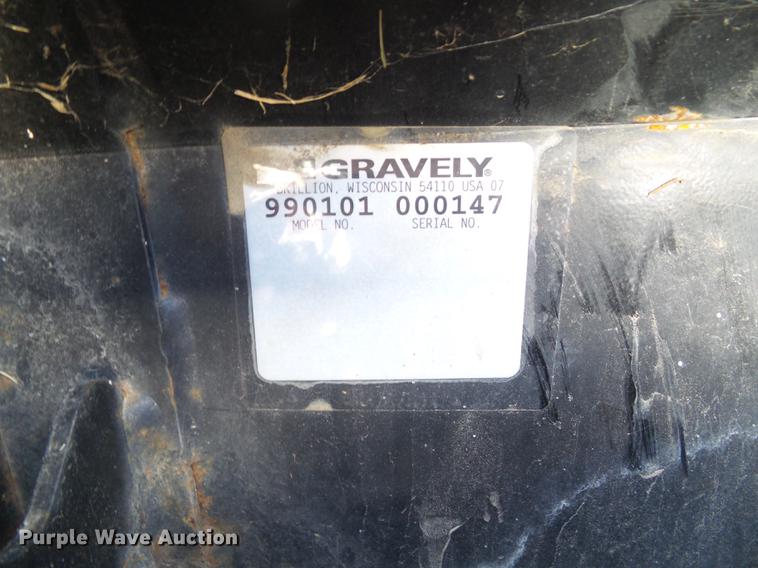 GRAVELY®
BRILLION, WISCONSIN 54110 USA 07
990101 000147
MODEL NO. SERIAL NO.
Purple Wave Auction